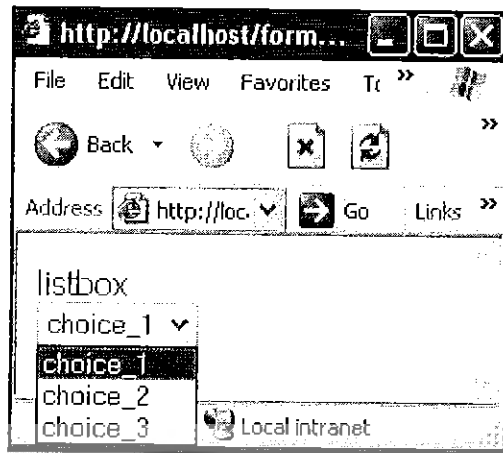 http://localhost/form...
File Edit View Favorites »
Back »
Address http://loc. Go Links »
listbox
choice_1
choice_1
choice_2
choice_3 Local intranet